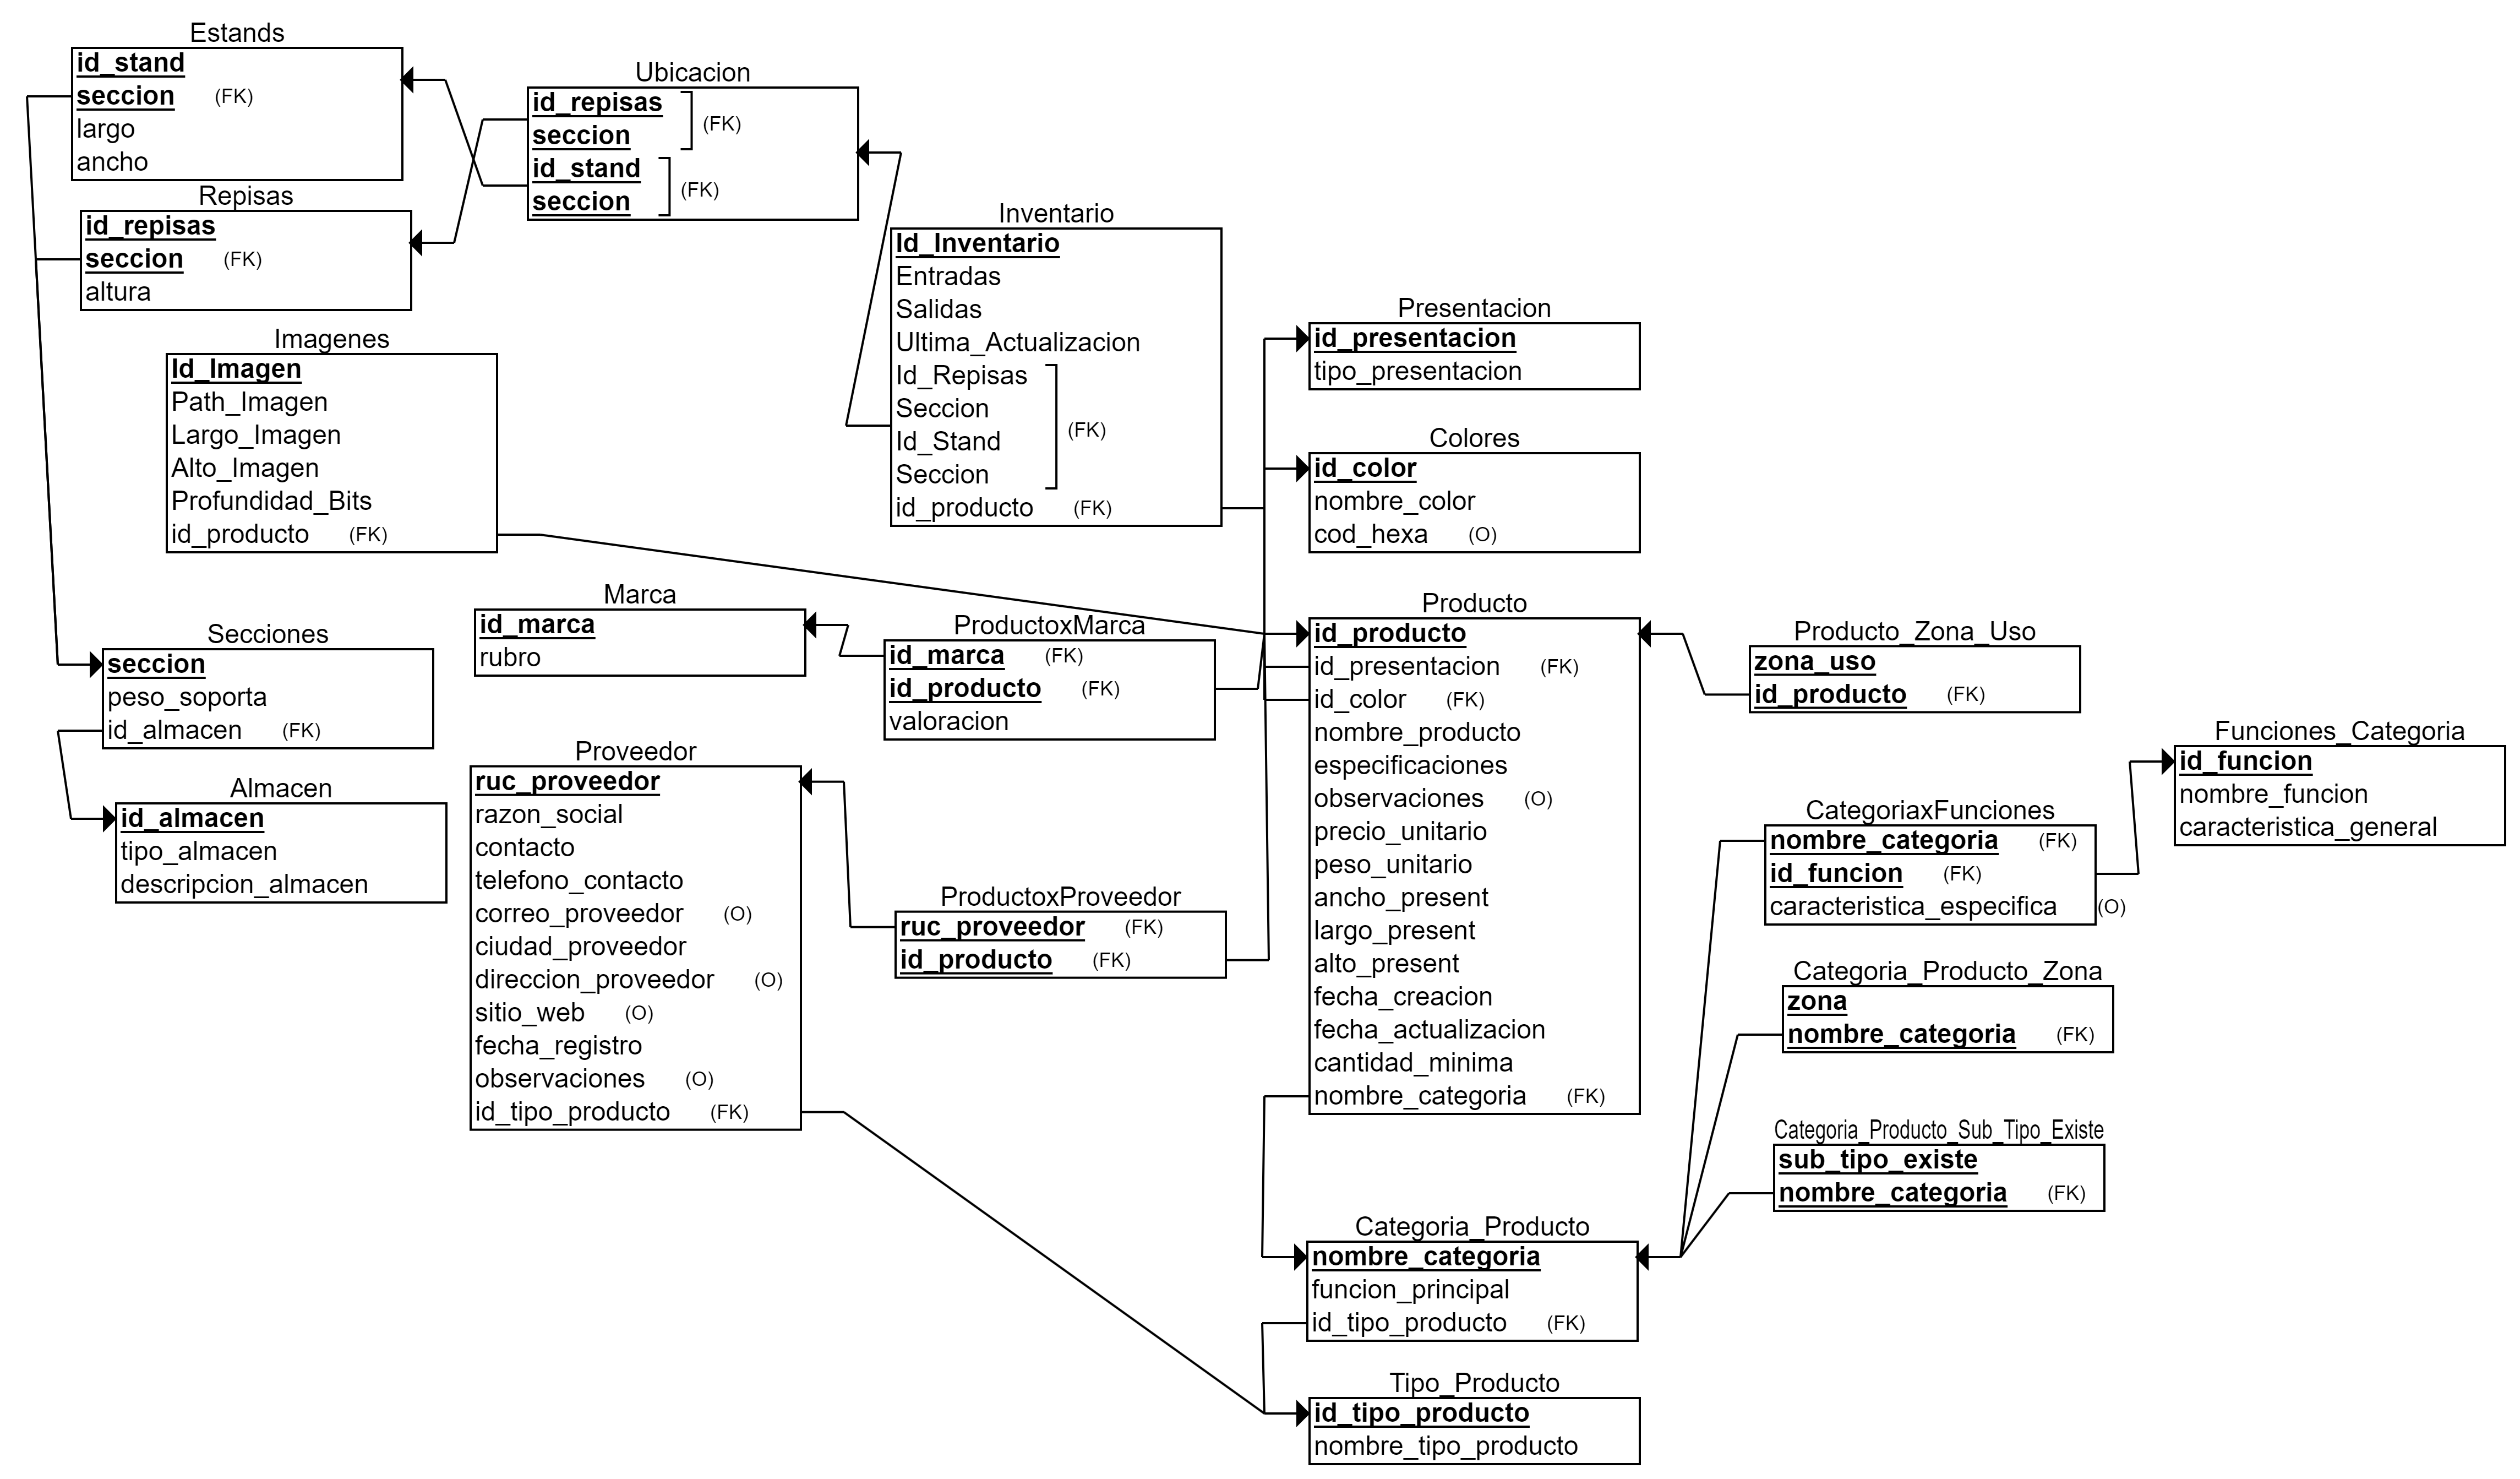 Estands
id_stand
seccion (FK)
largo
ancho
Repisas
id_repisas
seccion (FK)
altura
Ubicacion
id_repisas
seccion
(FK)
id_stand
seccion
(FK)
Inventario
Id_Inventario
Entradas
Salidas
Ultima_Actualizacion
Id_Repisas
Seccion
Id_Stand
Seccion
(FK)
id_producto (FK)
Imagenes
Id_Imagen
Path_Imagen
Largo_Imagen
Alto_Imagen
Profundidad_Bits
id_producto (FK)
Presentacion
id_presentacion
tipo_presentacion
Colores
id_color
nombre_color
cod_hexa (O)
Marca
id_marca
rubro
ProductoxMarca
id_marca (FK)
id_producto (FK)
valoracion
Secciones
seccion
peso_soporta
id_almacen (FK)
Almacen
id_almacen
tipo_almacen
descripcion_almacen
Proveedor
ruc_proveedor
razon_social
contacto
telefono_contacto
correo_proveedor (O)
ciudad_proveedor
direccion_proveedor (O)
sitio_web (O)
fecha_registro
observaciones (O)
id_tipo_producto (FK)
ProductoxProveedor
ruc_proveedor (FK)
id_producto (FK)
Producto
id_producto
id_presentacion (FK)
id_color (FK)
nombre_producto
especificaciones
observaciones (O)
precio_unitario
peso_unitario
ancho_present
largo_present
alto_present
fecha_creacion
fecha_actualizacion
cantidad_minima
nombre_categoria (FK)
Producto_Zona_Uso
zona_uso
id_producto (FK)
Funciones_Categoria
id_funcion
nombre_funcion
caracteristica_general
CategoriaxFunciones
nombre_categoria (FK)
id_funcion (FK)
caracteristica_especifica (O)
Categoria_Producto_Zona
zona
nombre_categoria (FK)
Categoria_Producto_Sub_Tipo_Existe
sub_tipo_existe
nombre_categoria (FK)
Categoria_Producto
nombre_categoria
funcion_principal
id_tipo_producto (FK)
Tipo_Producto
id_tipo_producto
nombre_tipo_producto